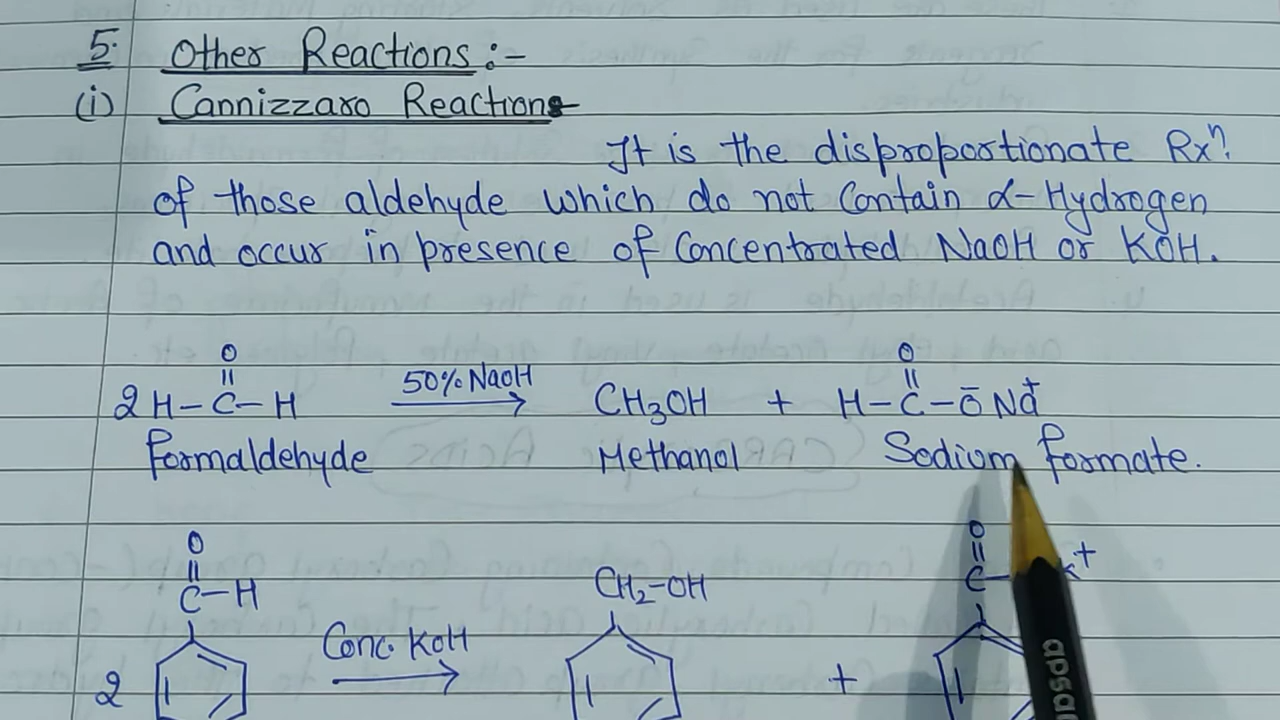 5. Other Reactions :-
(i) Cannizzaro Reaction:-
It is the disproportionate Rxⁿ.
of those aldehyde which do not Contain α-Hydrogen
and occur in presence of Concentrated NaOH or KOH.
O
||
2 H-C-H 50% NaOH → CH₃OH + H-C-ŌNa⁺
O
||
Formaldehyde Methanol Sodium formate.
O
||
C-H
CH₂-OH
O
||
C-
+
2 Conc. KOH → +
apsa